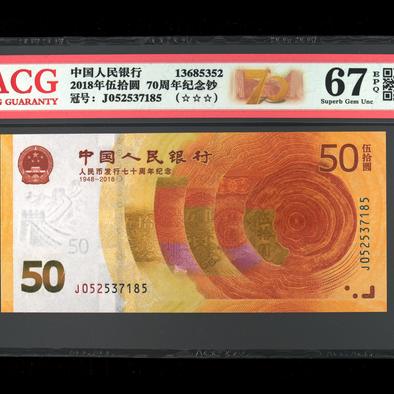 ACG
NG GUARANTY
中国人民银行 13685352
2018年伍拾圆 70周年纪念钞
冠号: J052537185 (☆☆☆)
70
67 EPQ
Superb Gem Unc
中国人民银行
人民币发行七十周年纪念
1948-2018
50 伍拾圆
50
50
J052537185
J052537185